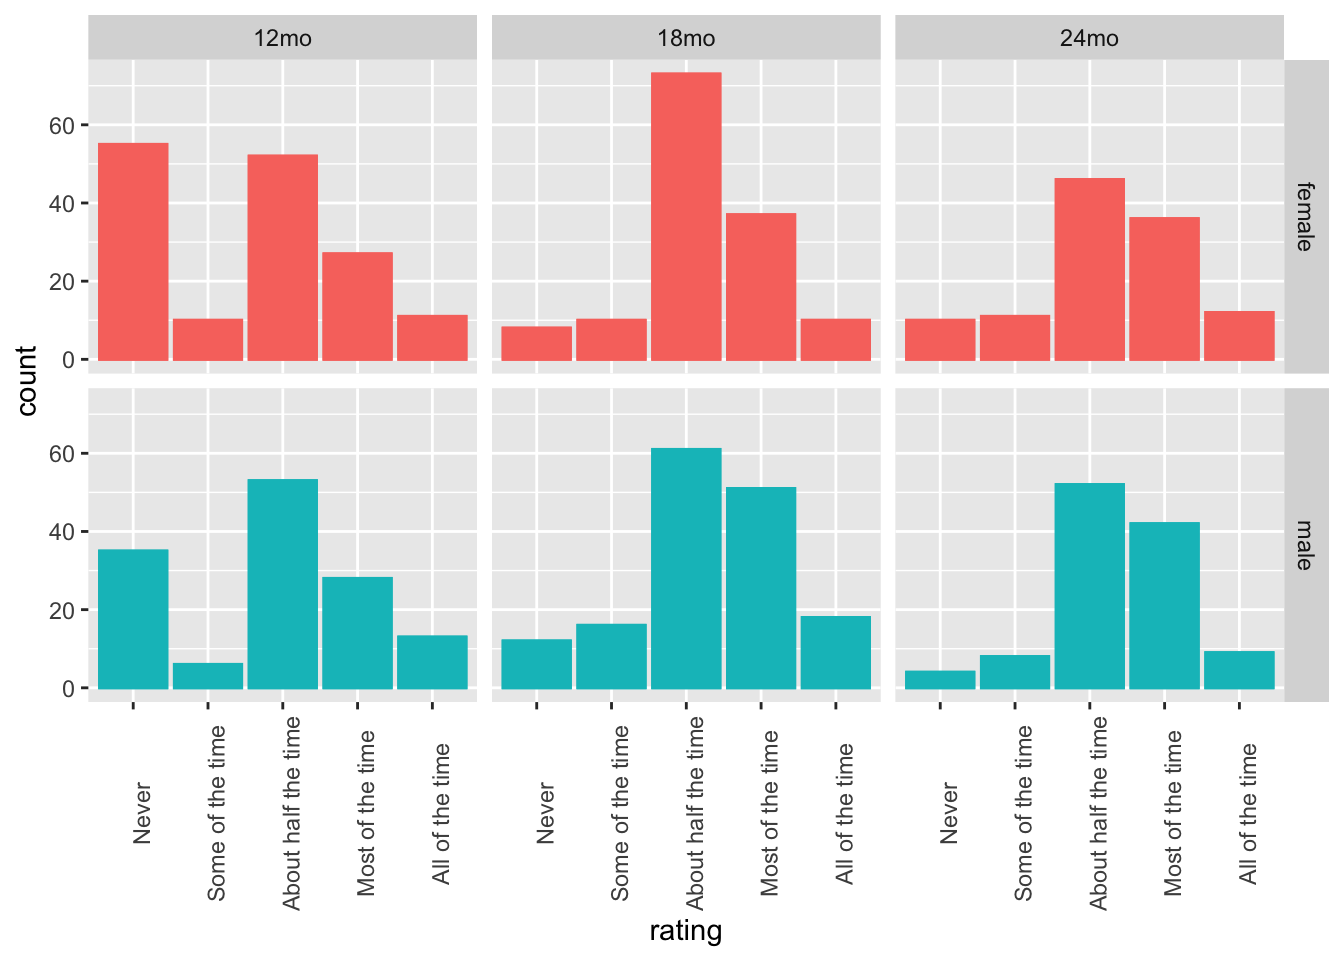 12mo
18mo
24mo
60
40
20
0
female
count
60
40
20
0
male
Never
Some of the time
About half the time
Most of the time
All of the time
Never
Some of the time
About half the time
Most of the time
All of the time
Never
Some of the time
About half the time
Most of the time
All of the time
rating